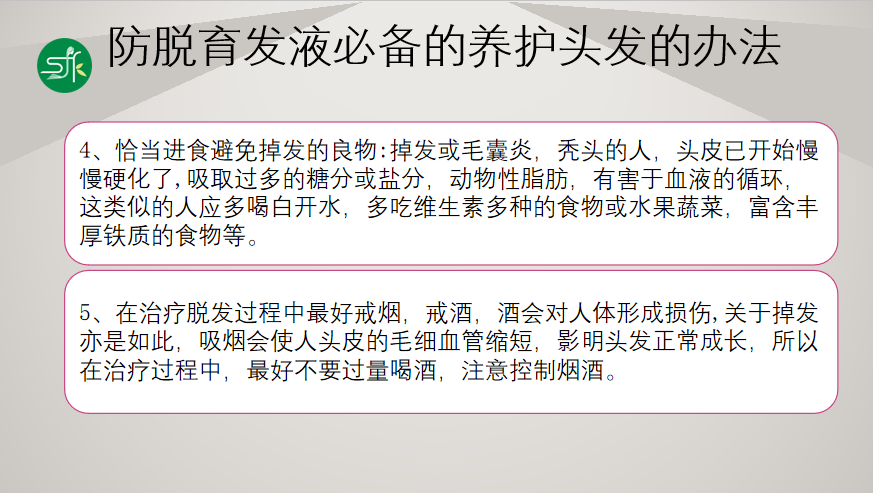 防脱育发液必备的养护头发的办法
4、恰当进食避免掉发的良物:掉发或毛囊炎，秃头的人，头皮已开始慢
慢硬化了,吸取过多的糖分或盐分，动物性脂肪，有害于血液的循环，
这类似的人应多喝白开水，多吃维生素多种的食物或水果蔬菜，富含丰
厚铁质的食物等。
5、在治疗脱发过程中最好戒烟，戒酒，酒会对人体形成损伤,关于掉发
亦是如此，吸烟会使人头皮的毛细血管缩短，影明头发正常成长，所以
在治疗过程中，最好不要过量喝酒，注意控制烟酒。